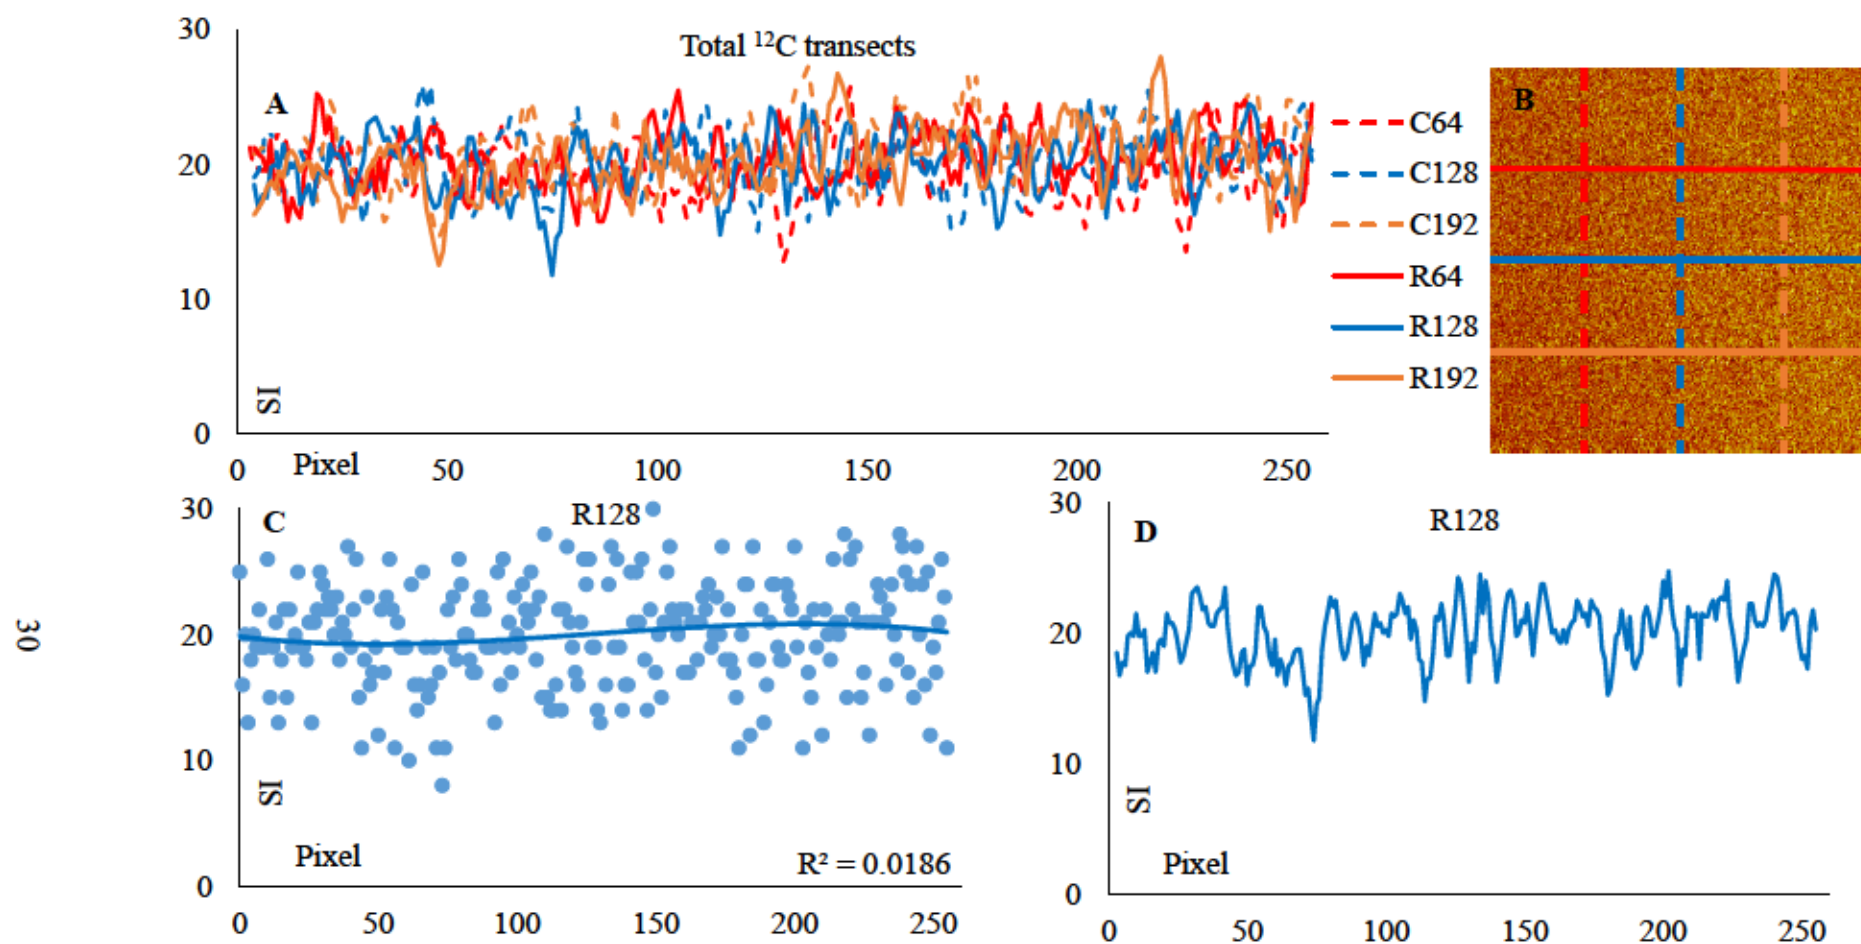 30
Total ¹²C transects
A
20
10
SI
0
0 Pixel 50 100 150 200 250
C64
C128
C192
R64
R128
R192
B
30
C
R128
20
10
SI
Pixel
R² = 0.0186
0
0 50 100 150 200 250
30
D
R128
20
10
SI
Pixel
0
0 50 100 150 200 250
30